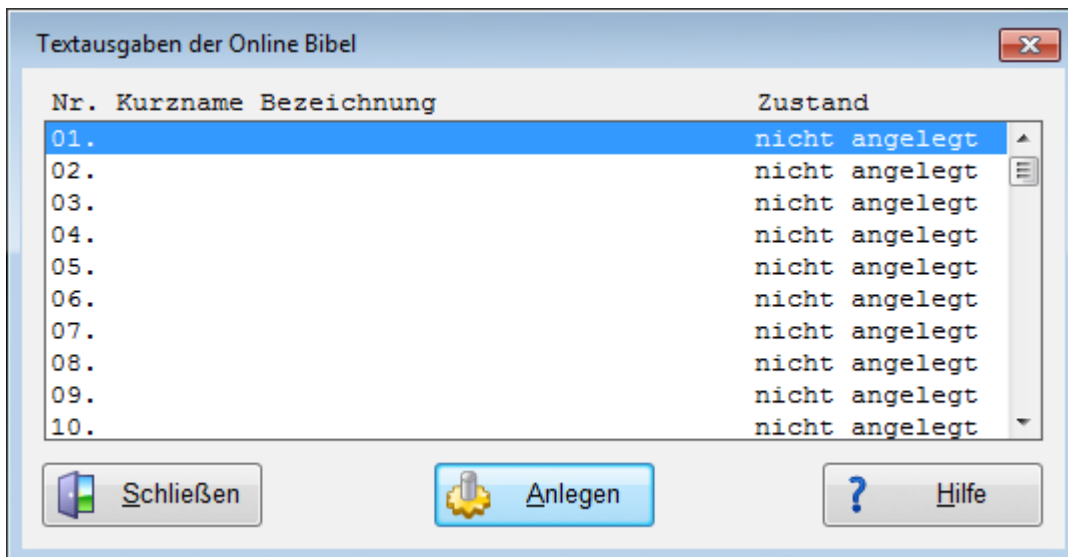 Textausgaben der Online Bibel
Nr. Kurzname Bezeichnung Zustand
01. nicht angelegt
02. nicht angelegt
03. nicht angelegt
04. nicht angelegt
05. nicht angelegt
06. nicht angelegt
07. nicht angelegt
08. nicht angelegt
09. nicht angelegt
10. nicht angelegt
Schließen Anlegen ? Hilfe